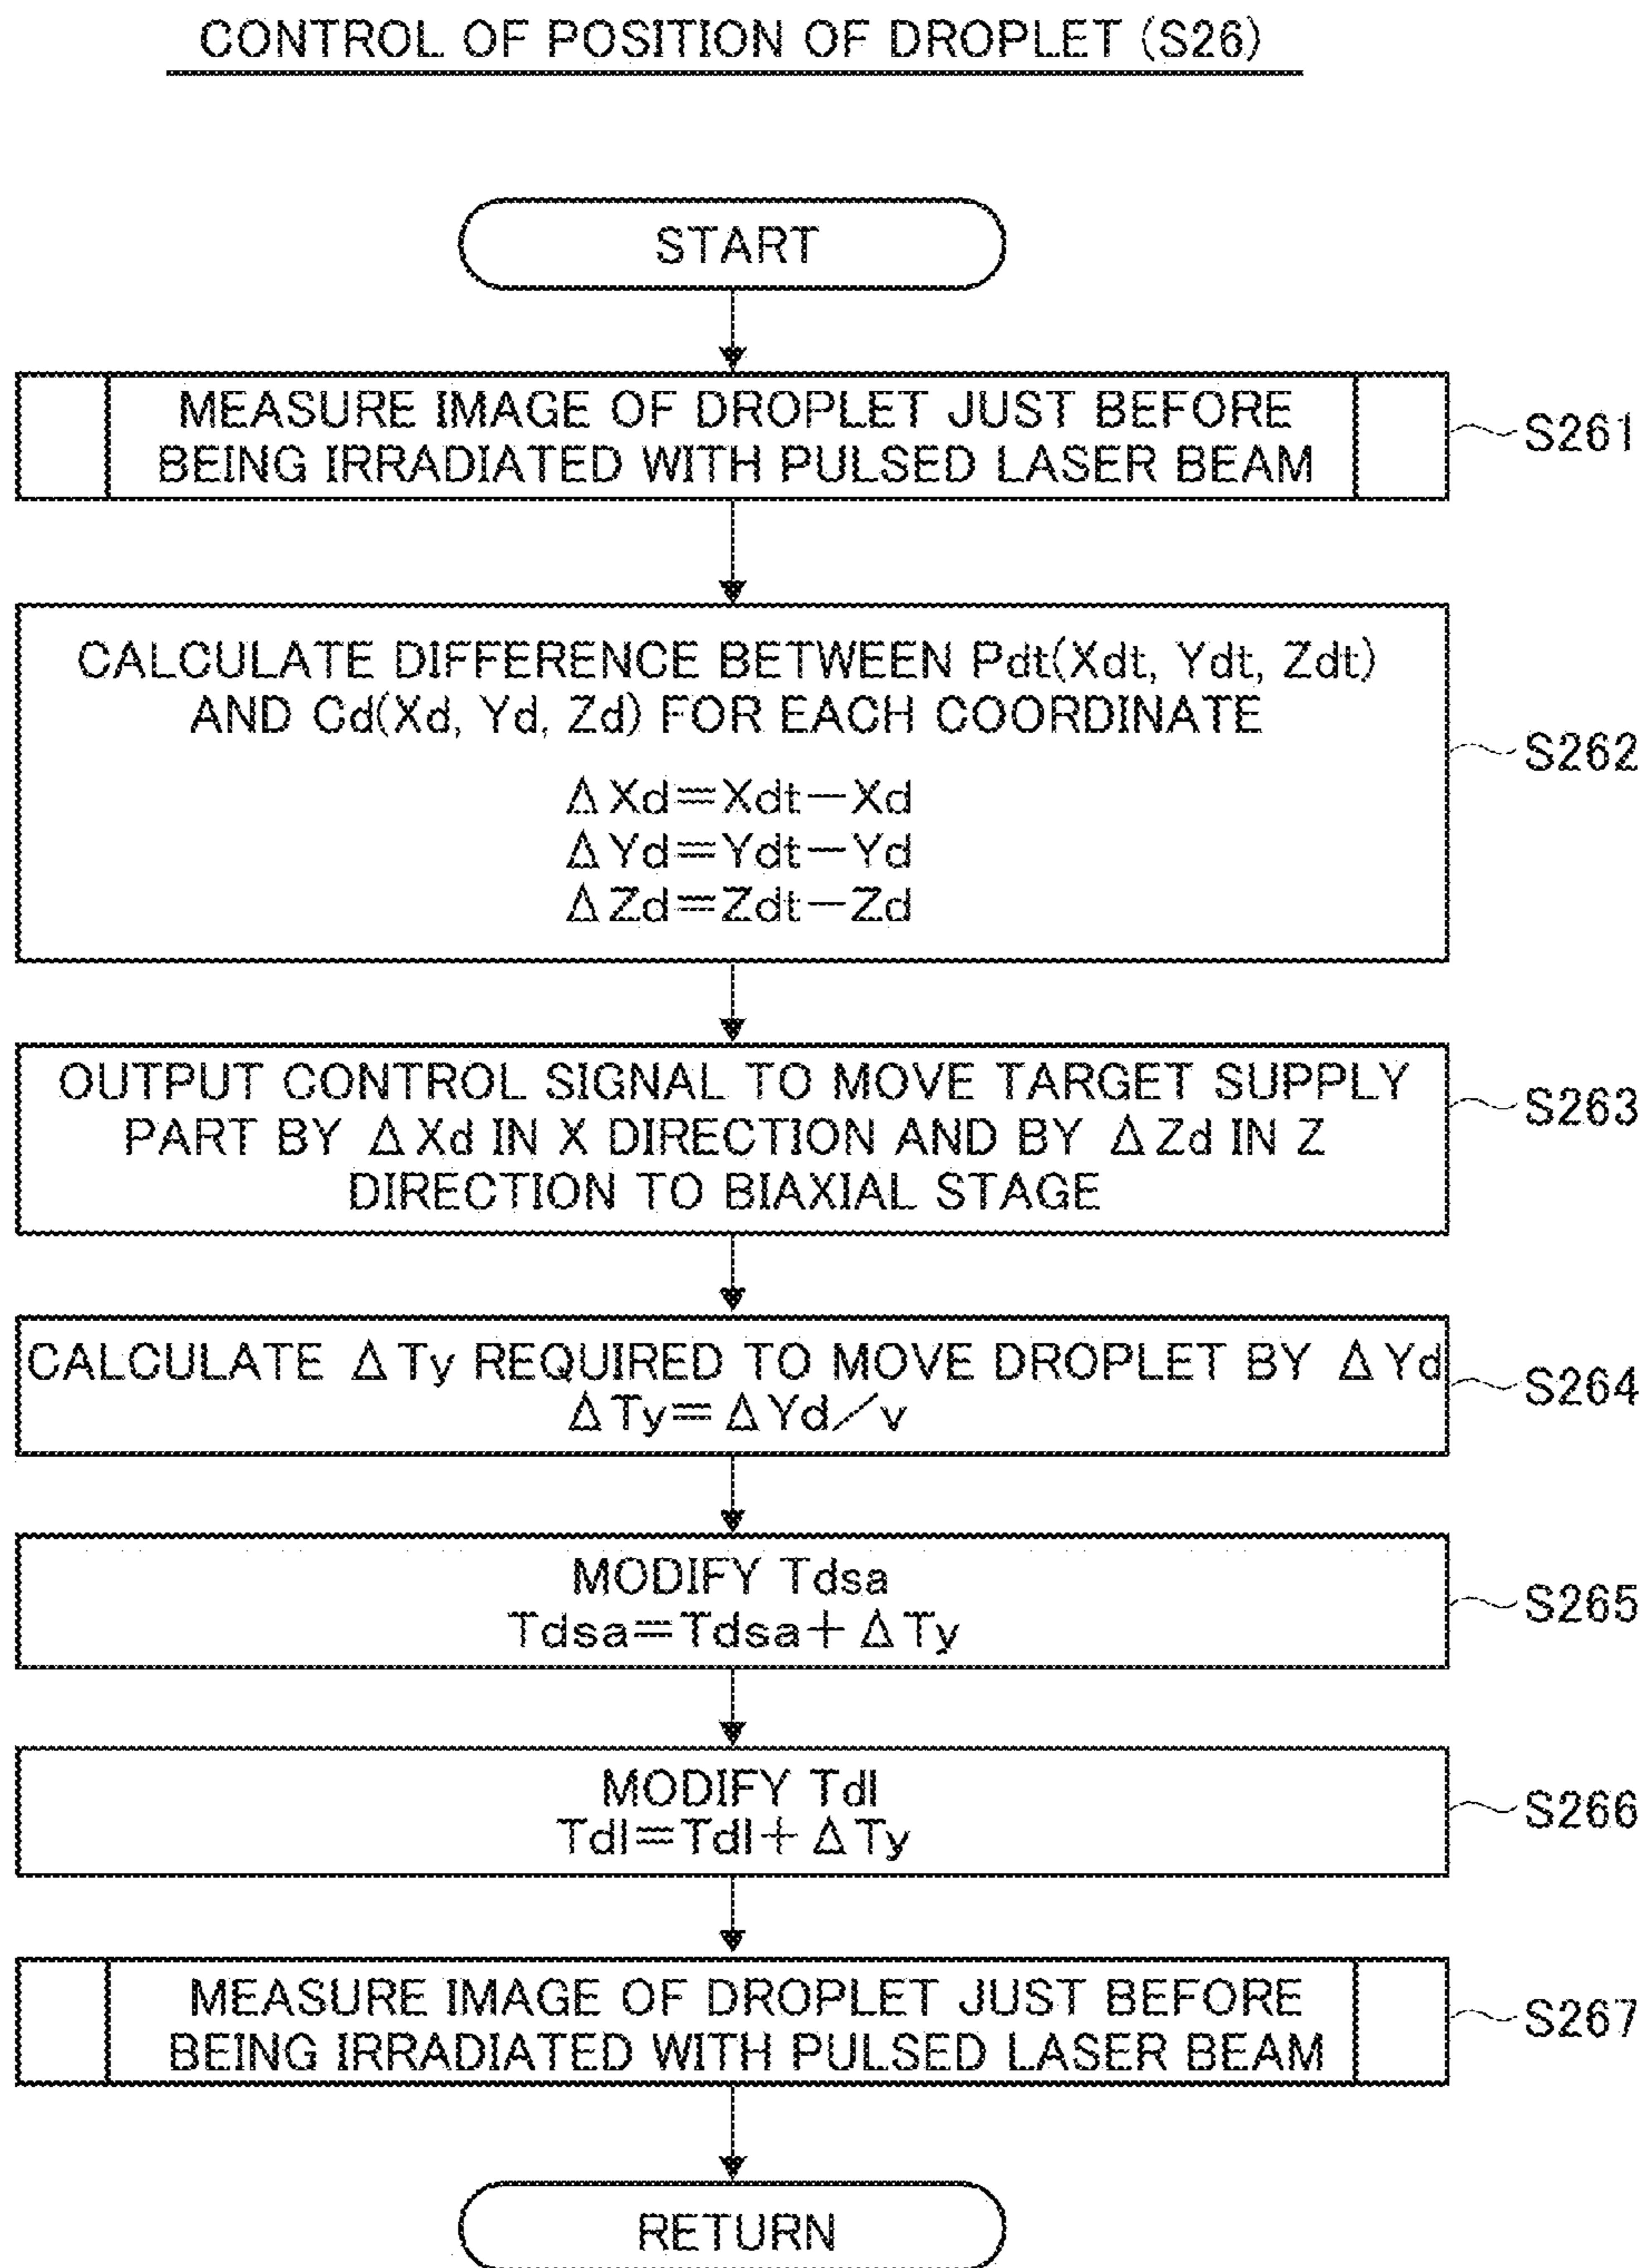 CONTROL OF POSITION OF DROPLET (S26)
START
MEASURE IMAGE OF DROPLET JUST BEFORE
BEING IRRADIATED WITH PULSED LASER BEAM
S261
CALCULATE DIFFERENCE BETWEEN Pdt(Xdt, Ydt, Zdt)
AND Cd(Xd, Yd, Zd) FOR EACH COORDINATE
ΔXd=Xdt−Xd
ΔYd=Ydt−Yd
ΔZd=Zdt−Zd
S262
OUTPUT CONTROL SIGNAL TO MOVE TARGET SUPPLY
PART BY ΔXd IN X DIRECTION AND BY ΔZd IN Z
DIRECTION TO BIAXIAL STAGE
S263
CALCULATE ΔTy REQUIRED TO MOVE DROPLET BY ΔYd
ΔTy=ΔYd/v
S264
MODIFY Tdsa
Tdsa=Tdsa+ΔTy
S265
MODIFY Tdl
Tdl=Tdl+ΔTy
S266
MEASURE IMAGE OF DROPLET JUST BEFORE
BEING IRRADIATED WITH PULSED LASER BEAM
S267
RETURN